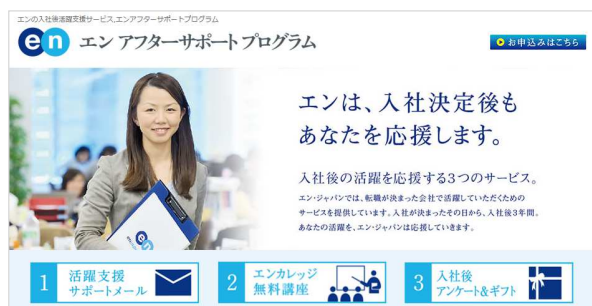 エンの入社後活躍支援サービス,エンアフターサポートプログラム
en エン アフターサポートプログラム
お申込みはこちら
エンは、入社決定後も
あなたを応援します。
入社後の活躍を応援する3つのサービス。
エン・ジャパンでは、転職が決まった会社で活躍していただくための
サービスを提供しています。入社が決まったその日から、入社後3年間。
あなたの活躍を、エン・ジャパンは応援していきます。
en
1 活躍支援
サポートメール
2 エンカレッジ
無料講座
3 入社後
アンケート&ギフト